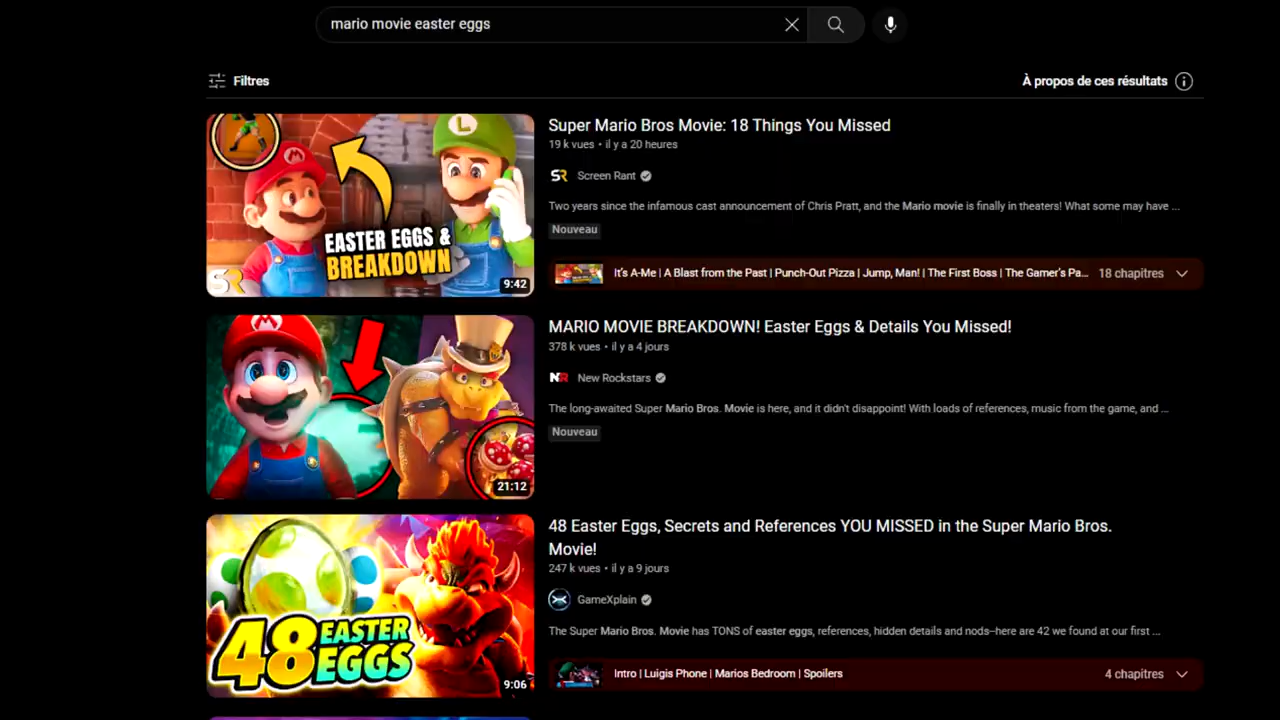 mario movie easter eggs
Filtres
À propos de ces résultats
L
M
EASTER EGGS &
BREAKDOWN
SR
9:42
Super Mario Bros Movie: 18 Things You Missed
19 k vues • il y a 20 heures
SR Screen Rant
Two years since the infamous cast announcement of Chris Pratt, and the Mario movie is finally in theaters! What some may have ...
Nouveau
It's A-Me | A Blast from the Past | Punch-Out Pizza | Jump, Man! | The First Boss | The Gamer's Pa...
18 chapitres
M
21:12
MARIO MOVIE BREAKDOWN! Easter Eggs & Details You Missed!
378 k vues • il y a 4 jours
NR New Rockstars
The long-awaited Super Mario Bros. Movie is here, and it didn't disappoint! With loads of references, music from the game, and ...
Nouveau
48 EASTER
EGGS
9:06
48 Easter Eggs, Secrets and References YOU MISSED in the Super Mario Bros.
Movie!
247 k vues • il y a 9 jours
GameXplain
The Super Mario Bros. Movie has TONS of easter eggs, references, hidden details and nods--here are 42 we found at our first ...
Intro | Luigis Phone | Marios Bedroom | Spoilers
4 chapitres